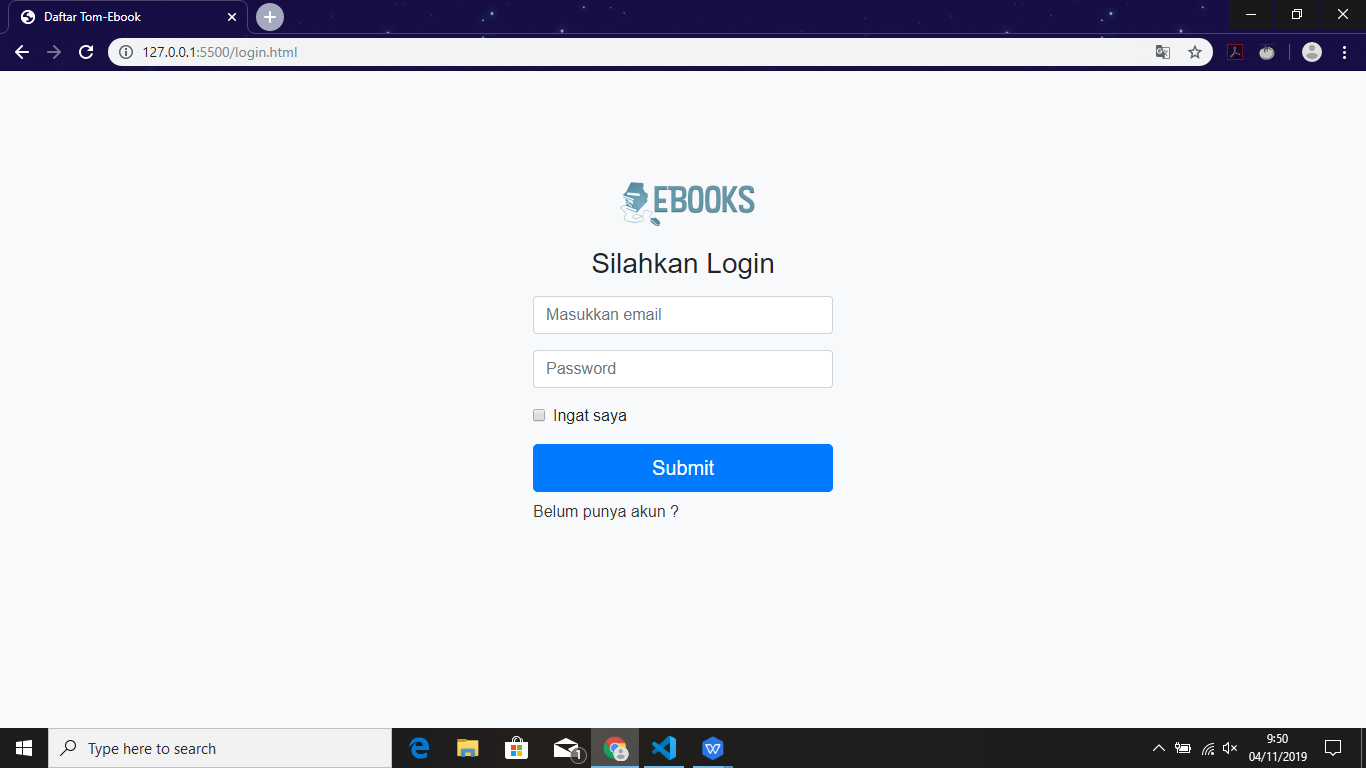 Daftar Tom-Ebook
127.0.0.1:5500/login.html
EBOOKS
Silahkan Login
Masukkan email
Password
Ingat saya
Submit
Belum punya akun ?
Type here to search
1
9:50
04/11/2019